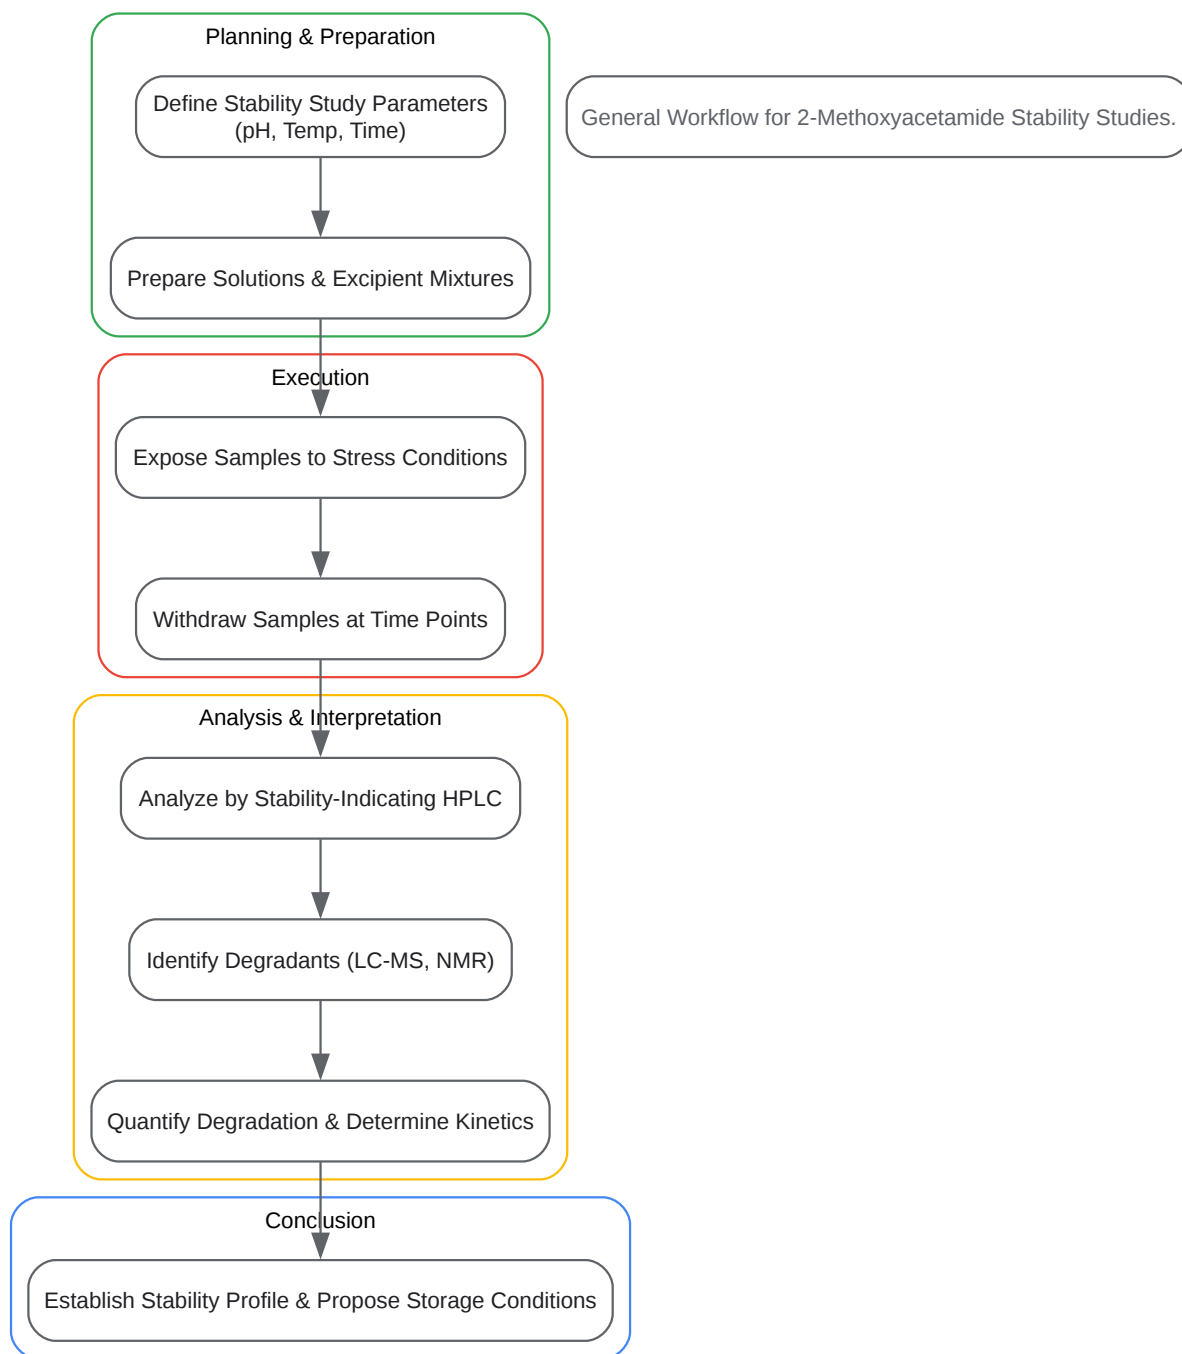 Planning & Preparation
Define Stability Study Parameters
(pH, Temp, Time)
General Workflow for 2-Methoxyacetamide Stability Studies.
Prepare Solutions & Excipient Mixtures
Execution
Expose Samples to Stress Conditions
Withdraw Samples at Time Points
Analysis & Interpretation
Analyze by Stability-Indicating HPLC
Identify Degradants (LC-MS, NMR)
Quantify Degradation & Determine Kinetics
Conclusion
Establish Stability Profile & Propose Storage Conditions